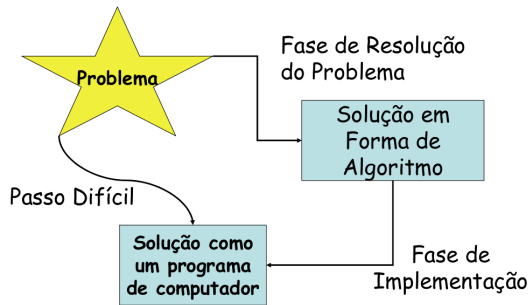 Problema
Fase de Resolução
do Problema
Solução em
Forma de
Algoritmo
Passo Difícil
Solução como
um programa
de computador
Fase de
Implementação